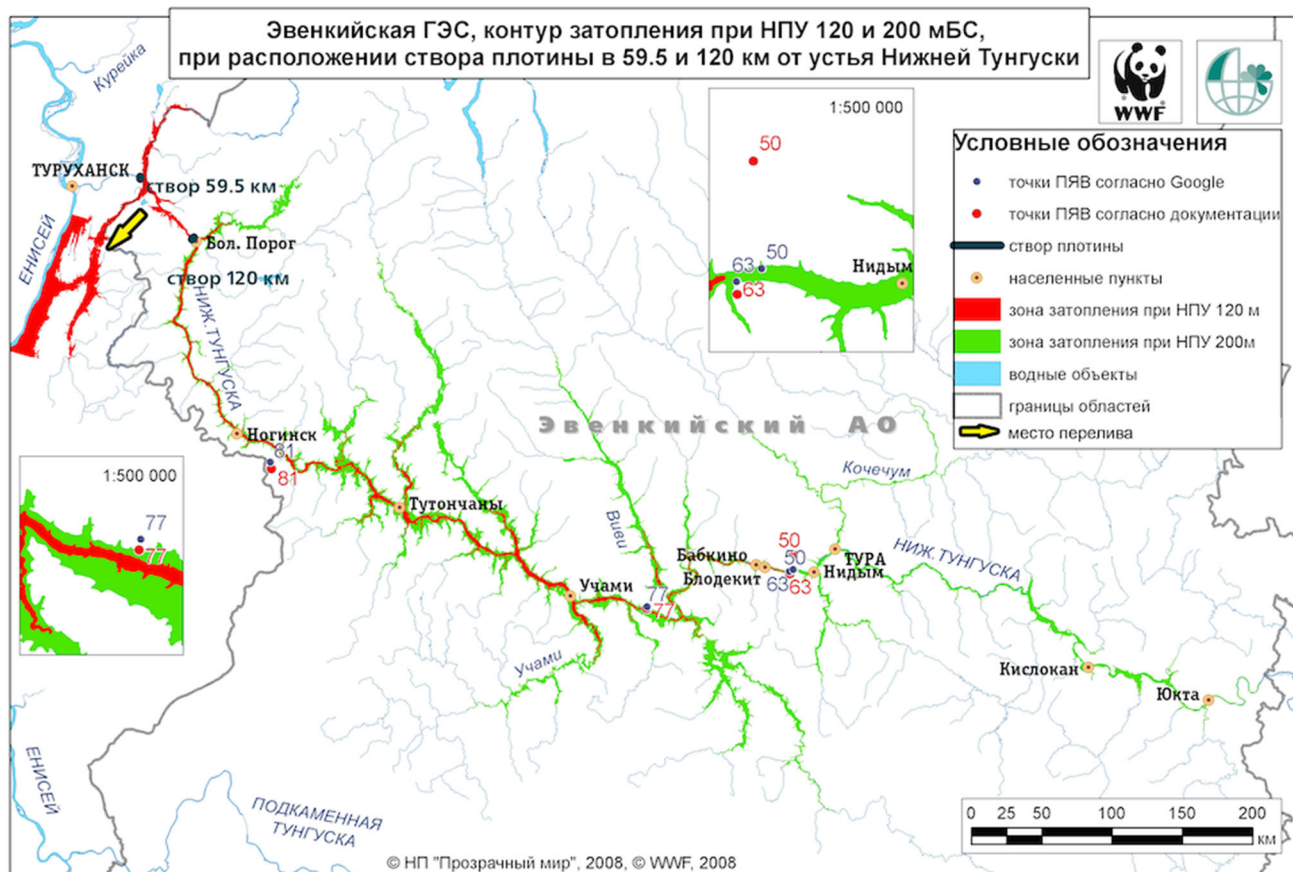 Эвенкийская ГЭС, контур затопления при НПУ 120 и 200 мБС,
при расположении створа плотины в 59.5 и 120 км от устья Нижней Тунгуски
WWF
Курейка
ТУРУХАНСК
створ 59.5 км
ЕНИСЕЙ
Бол. Порог
створ 120 км
НИЖ.ТУНГУСКА
1:500 000
50
50
63
63
Нидым
Условные обозначения
точки ПЯВ согласно Google
точки ПЯВ согласно документации
створ плотины
населенные пункты
зона затопления при НПУ 120 м
зона затопления при НПУ 200м
водные объекты
границы областей
место перелива
Эвенкийский АО
Ногинск
81
81
Кочечум
1:500 000
77
77
Тутончаны
Виви
Бабкино
Блодекит
50
50
63
63
ТУРА
Нидым
НИЖ.ТУНГУСКА
Учами
77
77
Учами
Кислокан
Юкта
ЕНИСЕЙ
ПОДКАМЕННАЯ
ТУНГУСКА
0 25 50 100 150 200
км
© НП "Прозрачный мир", 2008, © WWF, 2008